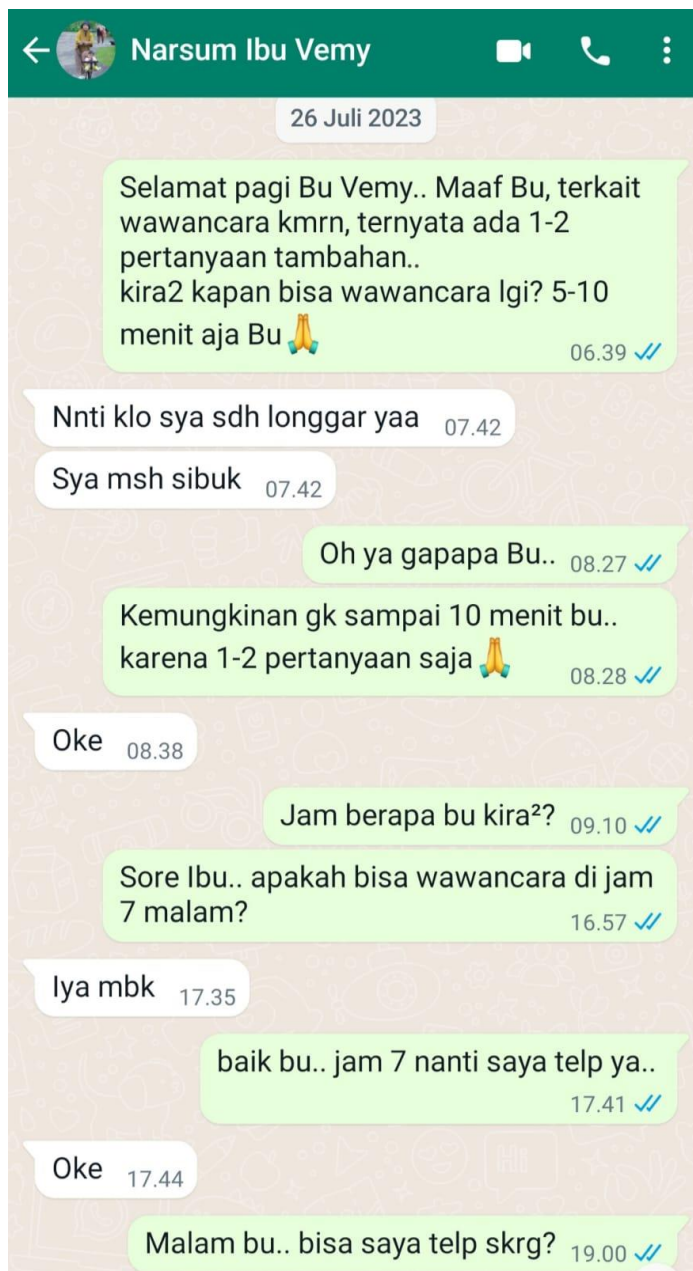 Narsum Ibu Vemy
26 Juli 2023
Selamat pagi Bu Vemy.. Maaf Bu, terkait
wawancara kmrn, ternyata ada 1-2
pertanyaan tambahan..
kira2 kapan bisa wawancara lgi? 5-10
menit aja Bu🙏
06.39
Nnti klo sya sdh longgar yaa 07.42
Sya msh sibuk 07.42
Oh ya gapapa Bu.. 08.27
Kemungkinan gk sampai 10 menit bu..
karena 1-2 pertanyaan saja🙏 08.28
Oke 08.38
Jam berapa bu kira²? 09.10
Sore Ibu.. apakah bisa wawancara di jam
7 malam? 16.57
Iya mbk 17.35
baik bu.. jam 7 nanti saya telp ya..
17.41
Oke 17.44
Malam bu.. bisa saya telp skrg? 19.00